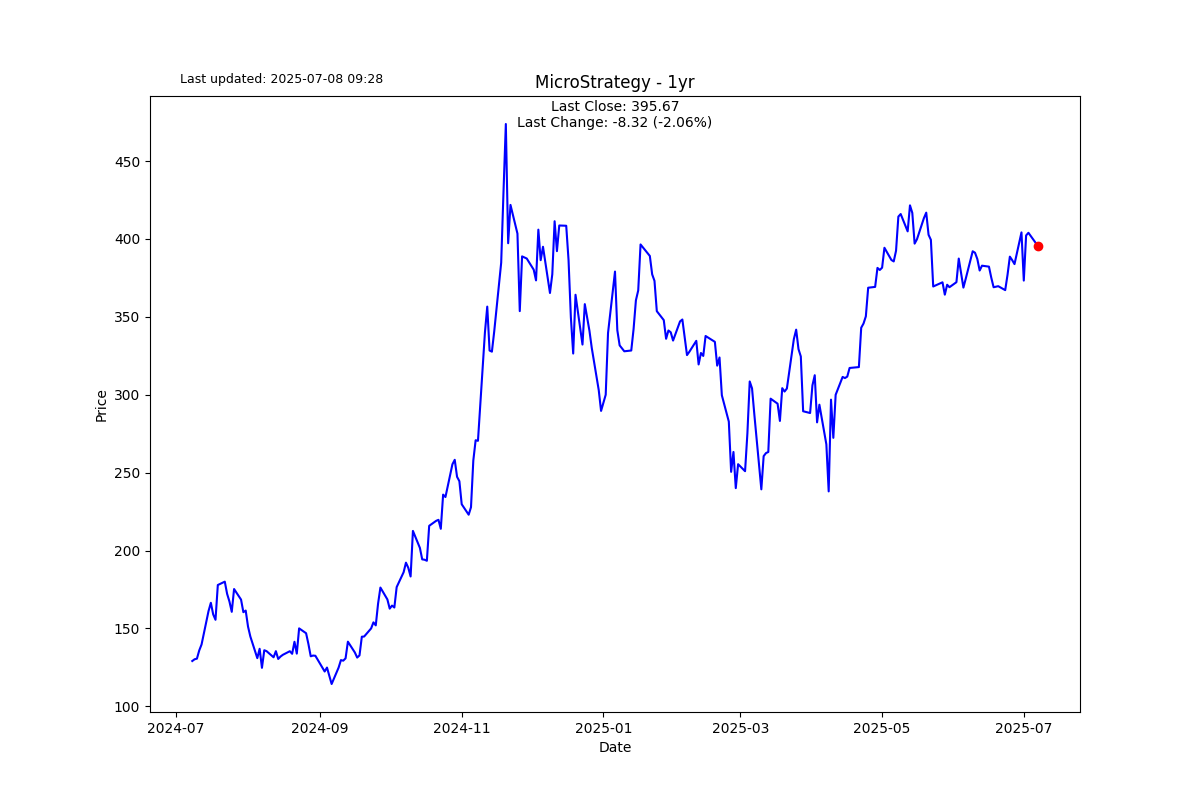 Last updated: 2025-07-08 09:28
MicroStrategy - 1yr
Last Close: 395.67
Last Change: -8.32 (-2.06%)
450
400
350
300
250
200
150
100
Price
2024-07
2024-09
2024-11
2025-01
2025-03
2025-05
2025-07
Date